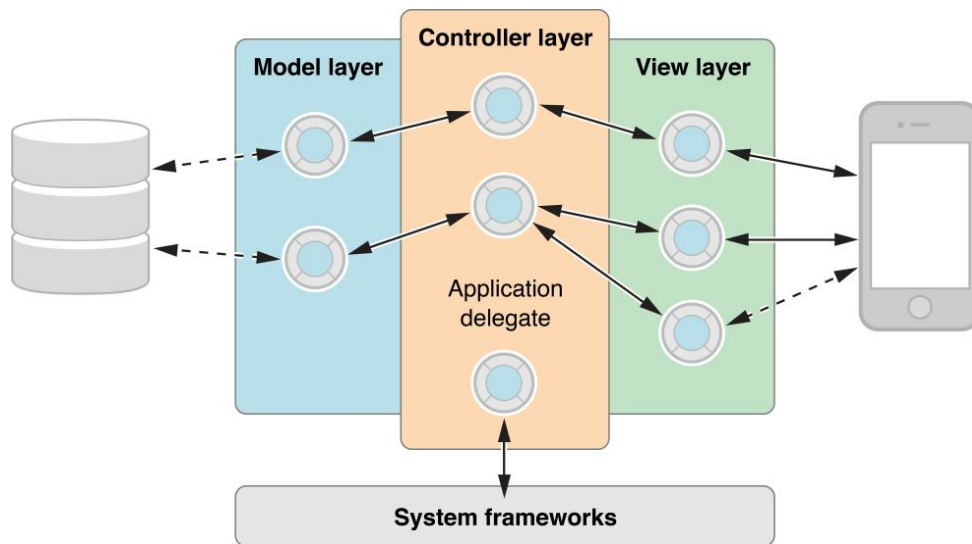 Controller layer
Model layer
View layer
Application
delegate
System frameworks